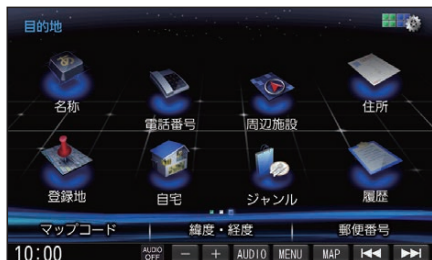 目的地
名称
電話番号
周辺施設
住所
登録地
自宅
ジャンル
履歴
マップコード
緯度・経度
郵便番号
10:00
AUDIO OFF
－
＋
AUDIO
MENU
MAP